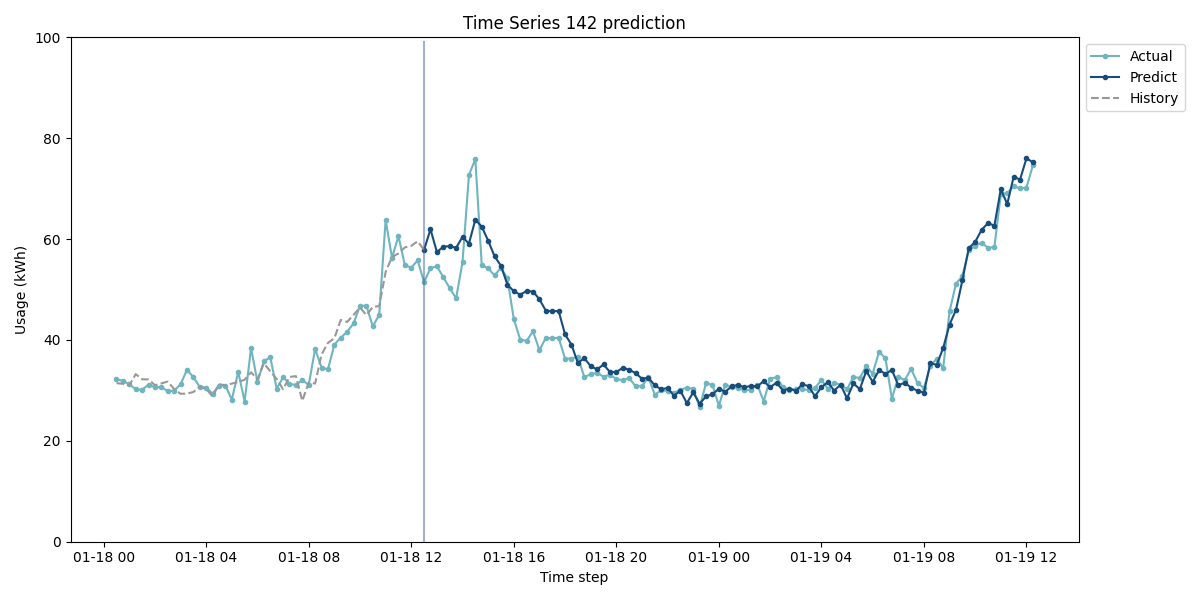 Time Series 142 prediction
100
80
60
40
20
0
Usage (kWh)
01-18 00
01-18 04
01-18 08
01-18 12
01-18 16
01-18 20
01-19 00
01-19 04
01-19 08
01-19 12
Time step
Actual
Predict
History